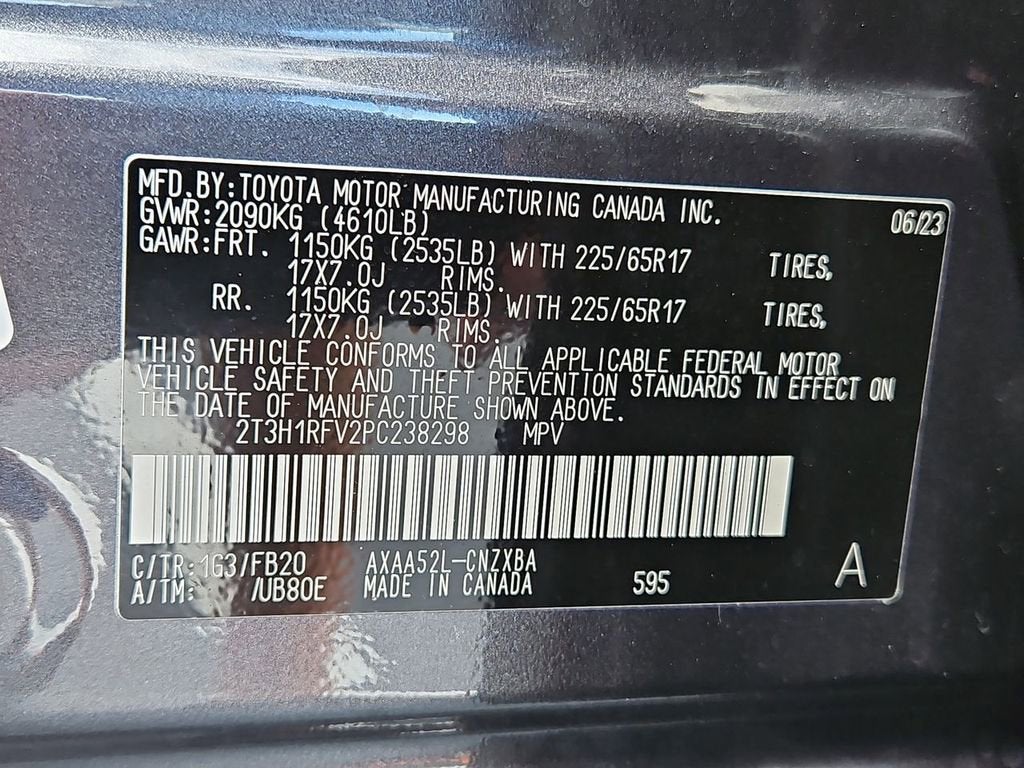 MFD.BY:TOYOTA MOTOR MANUFACTURING CANADA INC. 06/23
GVWR:2090KG (4610LB)
GAWR:FRT. 1150KG (2535LB) WITH 225/65R17 TIRES,
17X7.0J RIMS.
RR. 1150KG (2535LB) WITH 225/65R17 TIRES,
17X7.0J RIMS.
THIS VEHICLE CONFORMS TO ALL APPLICABLE FEDERAL MOTOR
VEHICLE SAFETY AND THEFT PREVENTION STANDARDS IN EFFECT ON
THE DATE OF MANUFACTURE SHOWN ABOVE.
2T3H1RFV2PC238298 MPV
C/TR:1G3/FB20 AXAA52L-CNZXBA
A/TM: /UB80E MADE IN CANADA 595 A